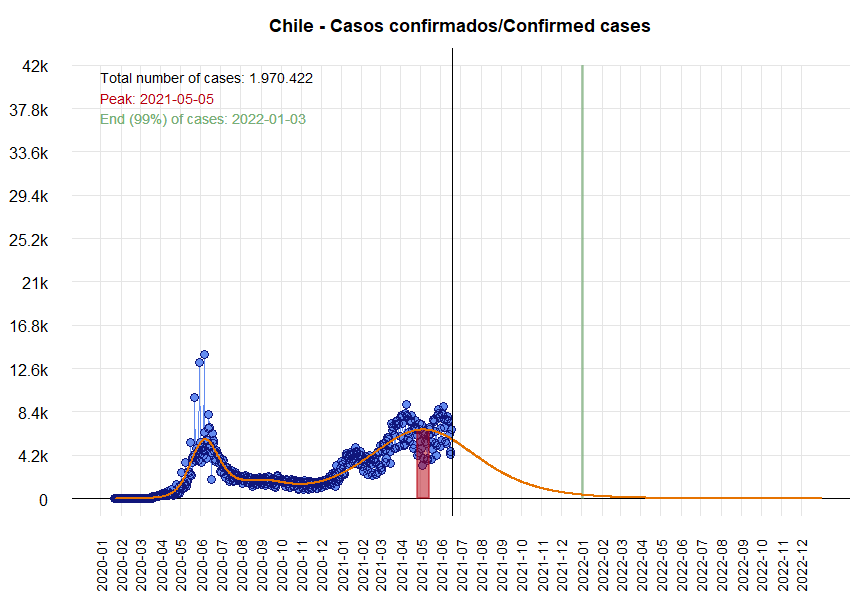 Chile - Casos confirmados/Confirmed cases
Total number of cases: 1.970.422
Peak: 2021-05-05
End (99%) of cases: 2022-01-03
42k
37.8k
33.6k
29.4k
25.2k
21k
16.8k
12.6k
8.4k
4.2k
0
2020-01
2020-02
2020-03
2020-04
2020-05
2020-06
2020-07
2020-08
2020-09
2020-10
2020-11
2020-12
2021-01
2021-02
2021-03
2021-04
2021-05
2021-06
2021-07
2021-08
2021-09
2021-10
2021-11
2021-12
2022-01
2022-02
2022-03
2022-04
2022-05
2022-06
2022-07
2022-08
2022-09
2022-10
2022-11
2022-12